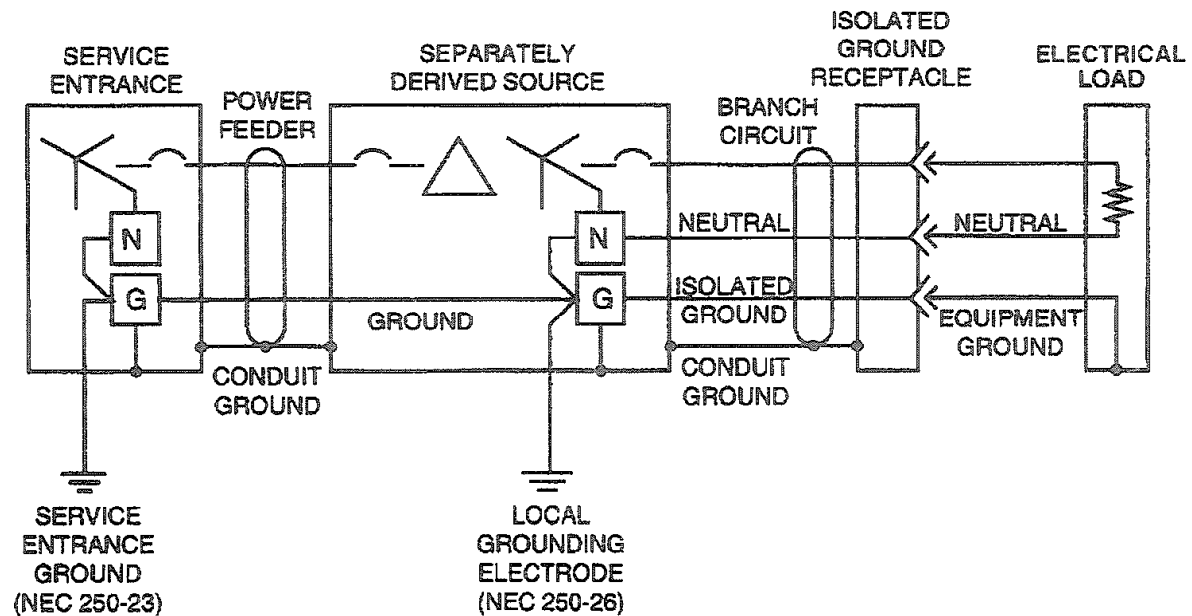 SERVICE
ENTRANCE
POWER
FEEDER
SEPARATELY
DERIVED SOURCE
BRANCH
CIRCUIT
ISOLATED
GROUND
RECEPTACLE
ELECTRICAL
LOAD
N
N
NEUTRAL
NEUTRAL
G
GROUND
G
ISOLATED
GROUND
EQUIPMENT
GROUND
CONDUIT
GROUND
CONDUIT
GROUND
SERVICE
ENTRANCE
GROUND
(NEC 250-23)
LOCAL
GROUNDING
ELECTRODE
(NEC 250-26)